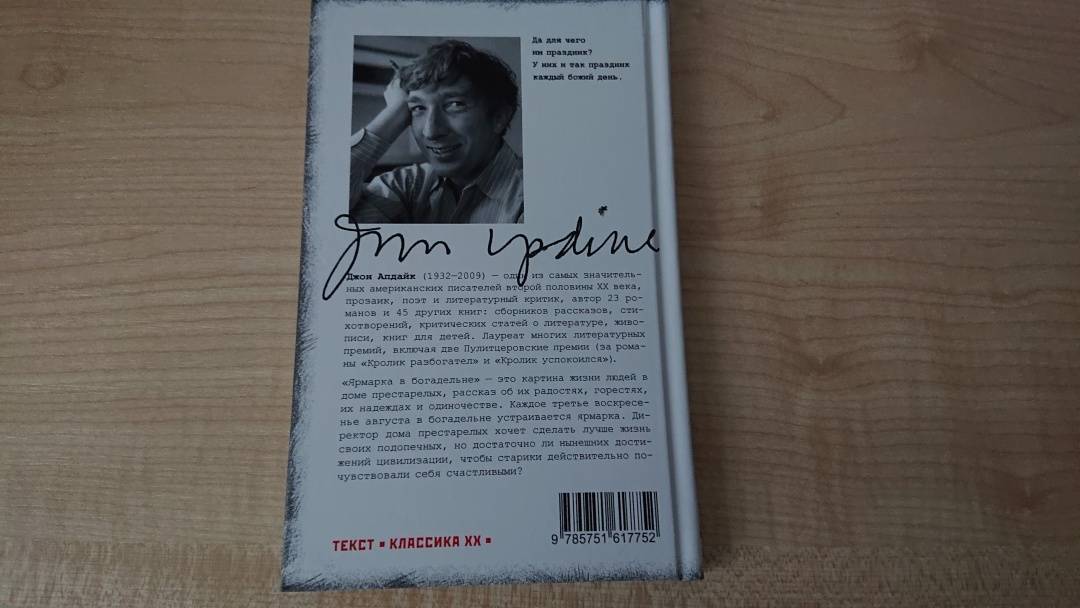 Да для чего
им праздник?
У них и так праздник
каждый божий день.
John Updike
Джон Апдайк (1932–2009) — один из самых значитель-
ных американских писателей второй половины XX века,
прозаик, поэт и литературный критик, автор 23 ро-
манов и 45 других книг: сборников рассказов, сти-
хотворений, критических статей о литературе, живо-
писи, книг для детей. Лауреат многих литературных
премий, включая две Пулитцеровские премии (за рома-
ны «Кролик разбогател» и «Кролик успокоился»).
«Ярмарка в богадельне» — это картина жизни людей в
доме престарелых, рассказ об их радостях, горестях,
их надеждах и одиночестве. Каждое третье воскресе-
нье августа в богадельне устраивается ярмарка. Ди-
ректор дома престарелых хочет сделать лучше жизнь
своих подопечных, но достаточно ли нынешних дости-
жений цивилизации, чтобы старики действительно по-
чувствовали себя счастливыми?
ТЕКСТ ▪ КЛАССИКА XX ▪
9 785751 617752